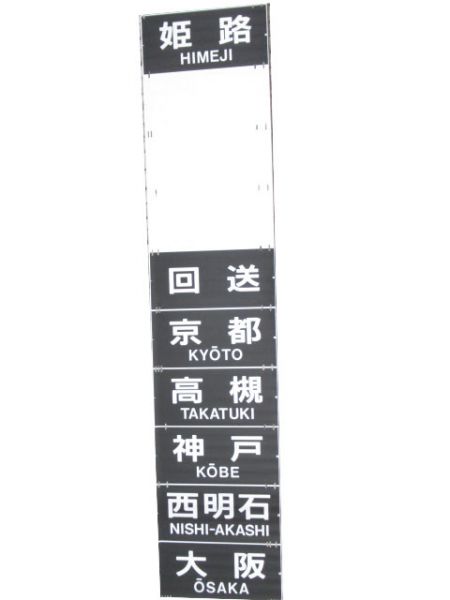 姫路
HIMEJI
回送
京都
KYŌTO
高槻
TAKATUKI
神戸
KŌBE
西明石
NISHI-AKASHI
大阪
ŌSAKA